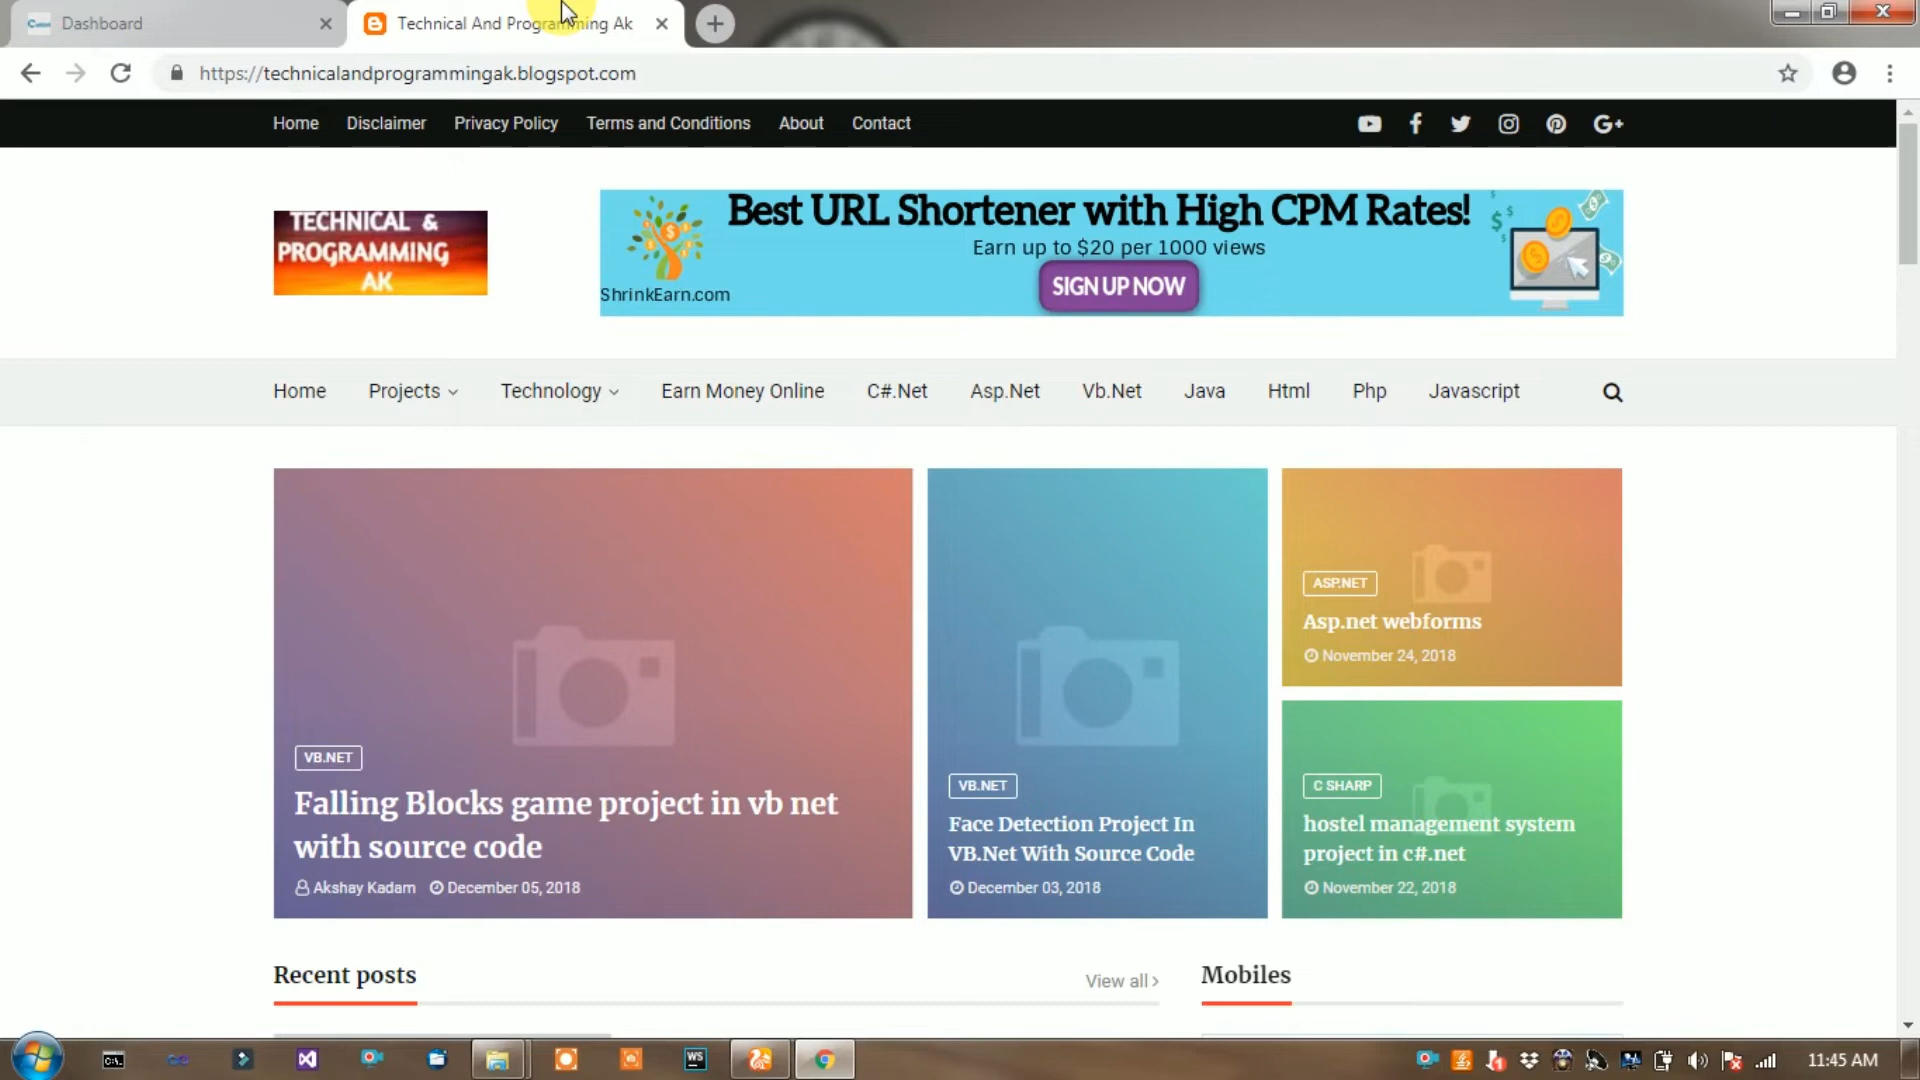 Dashboard
Technical And Programming Ak
https://technicalandprogrammingak.blogspot.com
Home Disclaimer Privacy Policy Terms and Conditions About Contact
G+
TECHNICAL &
PROGRAMMING
AK
Best URL Shortener with High CPM Rates!
Earn up to $20 per 1000 views
SIGN UP NOW
ShrinkEarn.com
Home Projects Technology Earn Money Online C#.Net Asp.Net Vb.Net Java Html Php Javascript
VB.NET
Falling Blocks game project in vb net
with source code
Akshay Kadam December 05, 2018
VB.NET
Face Detection Project In
VB.Net With Source Code
December 03, 2018
ASP.NET
Asp.net webforms
November 24, 2018
C SHARP
hostel management system
project in c#.net
November 22, 2018
Recent posts
View all ›
Mobiles
WS
11:45 AM